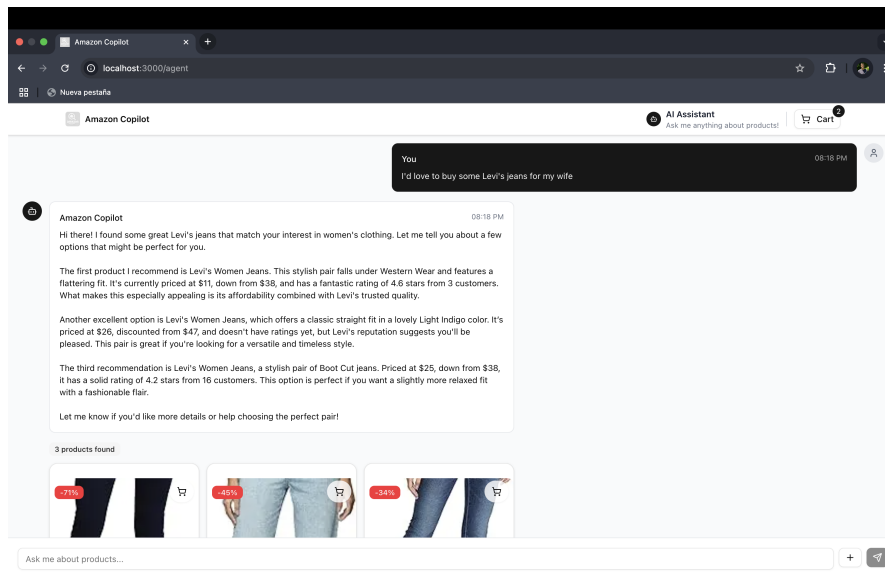 Amazon Copilot
localhost:3000/agent
Nueva pestaña
Amazon Copilot
AI Assistant
Ask me anything about products!
Cart
2
You
08:18 PM
I'd love to buy some Levi's jeans for my wife
Amazon Copilot
08:18 PM
Hi there! I found some great Levi's jeans that match your interest in women's clothing. Let me tell you about a few
options that might be perfect for you.
The first product I recommend is Levi's Women Jeans. This stylish pair falls under Western Wear and features a
flattering fit. It's currently priced at $11, down from $38, and has a fantastic rating of 4.6 stars from 3 customers.
What makes this especially appealing is its affordability combined with Levi's trusted quality.
Another excellent option is Levi's Women Jeans, which offers a classic straight fit in a lovely Light Indigo color. It's
priced at $26, discounted from $47, and doesn't have ratings yet, but Levi's reputation suggests you'll be
pleased. This pair is great if you're looking for a versatile and timeless style.
The third recommendation is Levi's Women Jeans, a stylish pair of Boot Cut jeans. Priced at $25, down from $38,
it has a solid rating of 4.2 stars from 16 customers. This option is perfect if you want a slightly more relaxed fit
with a fashionable flair.
Let me know if you'd like more details or help choosing the perfect pair!
3 products found
-71%
-45%
-34%
Ask me about products...